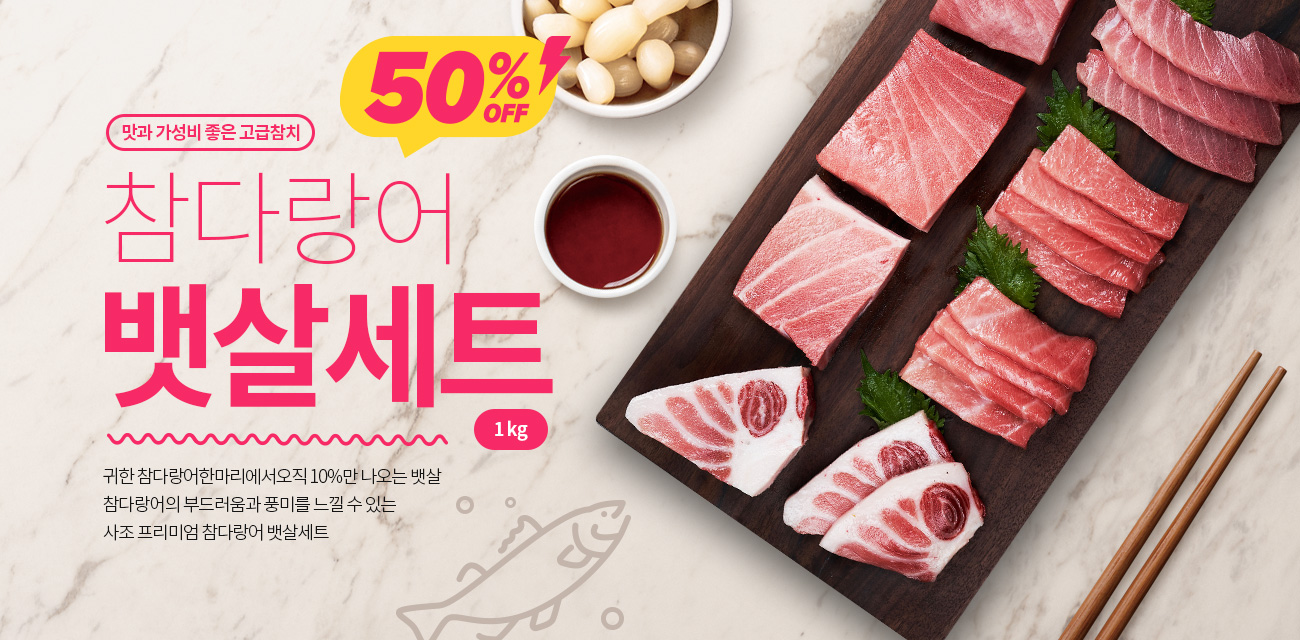 50% OFF
맛과 가성비 좋은 고급참치
참다랑어
뱃살세트
1kg
귀한 참다랑어한마리에서오직 10%만 나오는 뱃살
참다랑어의 부드러움과 풍미를 느낄 수 있는
사조 프리미엄 참다랑어 뱃살세트